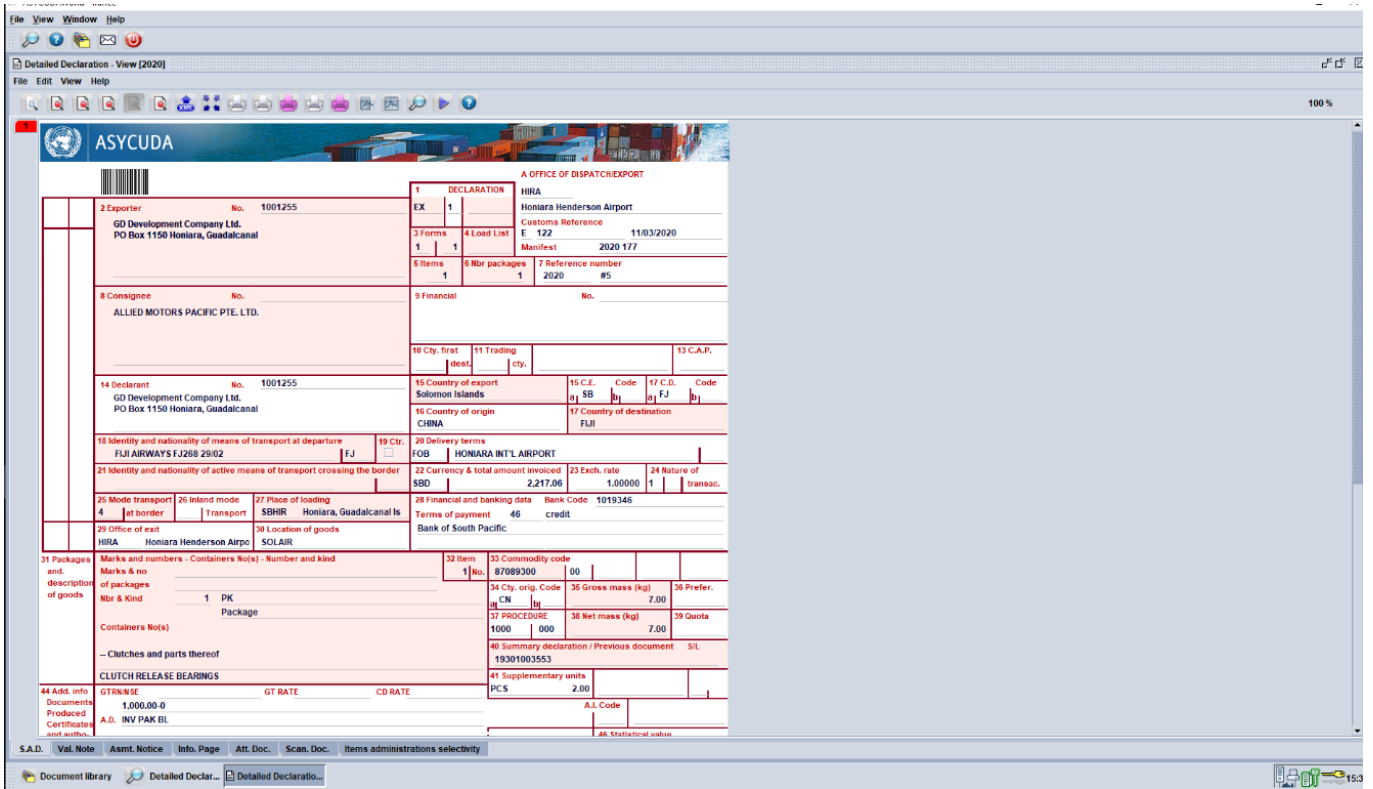 File View Window Help
Detailed Declaration - View [2020]
File Edit View Help
100 %
1
ASYCUDA
A OFFICE OF DISPATCH/EXPORT
1 DECLARATION
HIRA
2 Exporter No. 1001255
EX 1
Honiara Henderson Airport
GD Development Company Ltd.
PO Box 1150 Honiara, Guadalcanal
Customs Reference
3 Forms 4 Load List
E 122 11/03/2020
1 1
Manifest 2020 177
5 Items 6 Nbr packages 7 Reference number
1 1 2020 #5
8 Consignee No.
9 Financial No.
ALLIED MOTORS PACIFIC PTE. LTD.
10 Cty. first dest. 11 Trading cty. 13 C.A.P.
14 Declarant No. 1001255
15 Country of export 15 C.E. Code 17 C.D. Code
GD Development Company Ltd.
Solomon Islands a SB b a FJ b
PO Box 1150 Honiara, Guadalcanal
16 Country of origin 17 Country of destination
CHINA FIJI
18 Identity and nationality of means of transport at departure 19 Ctr.
20 Delivery terms
FIJI AIRWAYS FJ268 29/02 FJ
FOB HONIARA INT'L AIRPORT
21 Identity and nationality of active means of transport crossing the border
22 Currency & total amount invoiced 23 Exch. rate 24 Nature of transac.
SBD 2,217.06 1.00000 1
25 Mode transport at border 26 Inland mode Transport 27 Place of loading
28 Financial and banking data Bank Code 1019346
4 SBHIR Honiara, Guadalcanal Is
Terms of payment 46 credit
29 Office of exit 30 Location of goods
Bank of South Pacific
HIRA Honiara Henderson Airpo SOLAIR
31 Packages and. description of goods
Marks and numbers - Containers No(s) - Number and kind
32 Item No. 33 Commodity code
Marks & no of packages
1 87089300 00
34 Cty. orig. Code 35 Gross mass (kg) 36 Prefer.
Nbr & Kind 1 PK
a CN b 7.00
Package
37 PROCEDURE 38 Net mass (kg) 39 Quota
Containers No(s)
1000 000 7.00
40 Summary declaration / Previous document S/L
-- Clutches and parts thereof
19301003553
CLUTCH RELEASE BEARINGS
41 Supplementary units
44 Add. info Documents Produced Certificates and autho-
GTRN/NSE GT RATE CD RATE
PCS 2.00
1,000.00-0
A.I. Code
A.D. INV PAK BL
46 Statistical value
S.A.D. Val. Note Asmt. Notice Info. Page Att. Doc. Scan. Doc. Items administrations selectivity
Document library Detailed Declar... Detailed Declaratio...